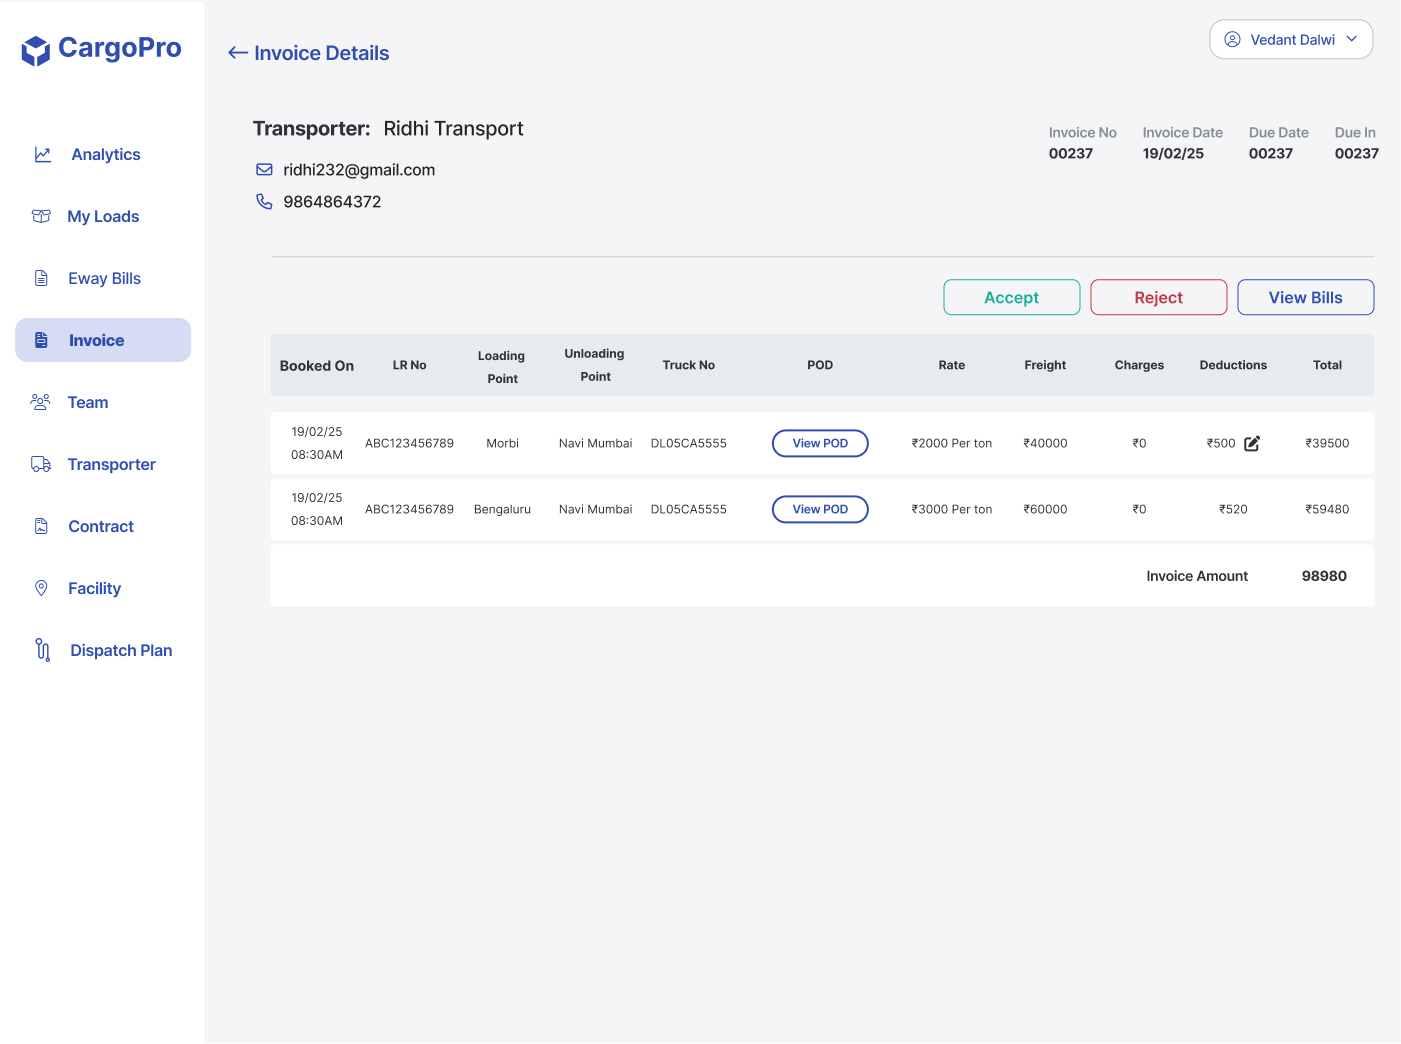 CargoPro
Invoice Details
Vedant Dalwi
Analytics
My Loads
Eway Bills
Invoice
Team
Transporter
Contract
Facility
Dispatch Plan
Transporter: Ridhi Transport
ridhi232@gmail.com
9864864372
Invoice No Invoice Date Due Date Due In
00237 19/02/25 00237 00237
Accept Reject View Bills
Booked On LR No Loading Point Unloading Point Truck No POD Rate Freight Charges Deductions Total
19/02/25 08:30AM ABC123456789 Morbi Navi Mumbai DL05CA5555 View POD ₹2000 Per ton ₹40000 ₹0 ₹500 ₹39500
19/02/25 08:30AM ABC123456789 Bengaluru Navi Mumbai DL05CA5555 View POD ₹3000 Per ton ₹60000 ₹0 ₹520 ₹59480
Invoice Amount 98980